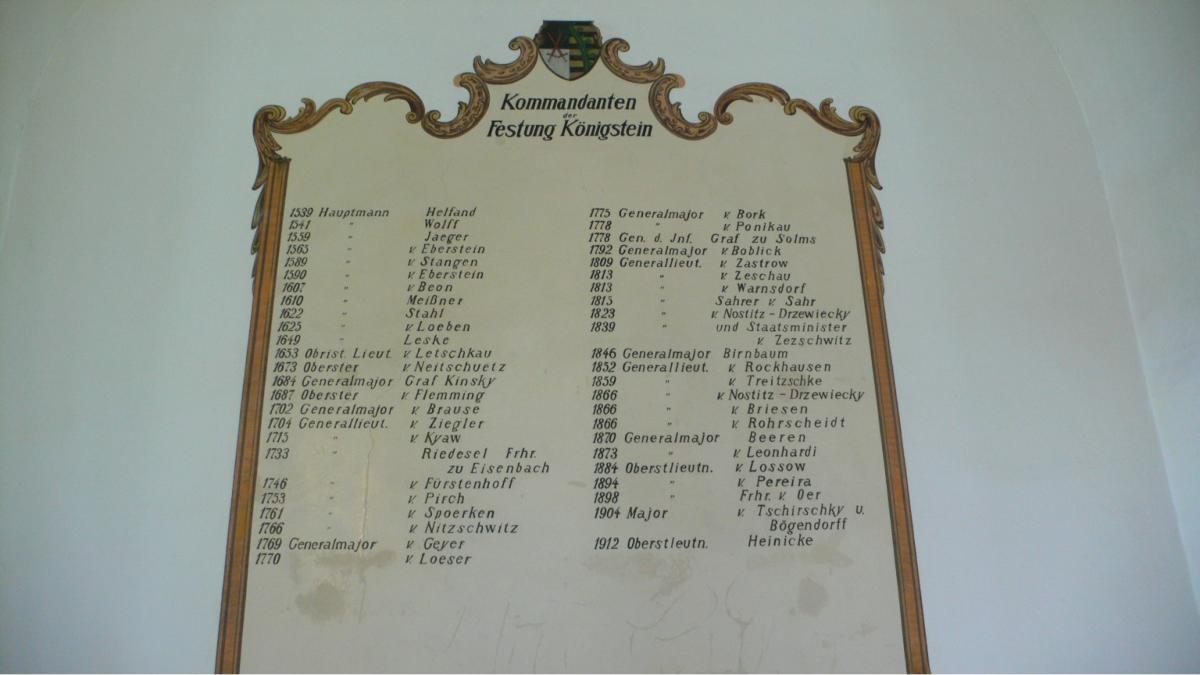 Kommandanten
der
Festung Königstein
1539 Hauptmann Helfand
1541 " Wolff
1559 " Jaeger
1565 " v. Eberstein
1589 " v. Stangen
1590 " v. Eberstein
1607 " v. Beon
1610 " Meißner
1622 " Stahl
1625 " v. Loeben
1649 " Leske
1653 Obrist. Lieut. v. Letschkau
1673 Oberster v. Neitschuetz
1684 Generalmajor Graf Kinsky
1687 Oberster v. Flemming
1702 Generalmajor v. Brause
1704 Generallieut. v. Ziegler
1715 " v. Kyaw
1733 " Riedesel Frhr.
zu Eisenbach
1746 " v. Fürstenhoff
1753 " v. Pirch
1761 " v. Spoerken
1766 " v. Nitzschwitz
1769 Generalmajor v. Geyer
1770 v. Loeser
1775 Generalmajor v. Bork
1778 " v. Ponikau
1778 Gen. d. Jnf. Graf zu Solms
1792 Generalmajor v. Boblick
1809 Generallieut. v. Zastrow
1813 " v. Zeschau
1813 " v. Warnsdorf
1815 " Sahrer v. Sahr
1823 " v. Nostitz - Drzewiecky
1839 " und Staatsminister
v. Zezschwitz
1846 Generalmajor Birnbaum
1852 Generallieut. v. Rockhausen
1859 " v. Treitzschke
1866 " v. Nostitz - Drzewiecky
1866 " v. Briesen
1866 " v. Rohrscheidt
1870 Generalmajor Beeren
1873 " v. Leonhardi
1884 Oberstlieutn. v. Lossow
1894 " v. Pereira
1898 " Frhr. v. Oer
1904 Major v. Tschirschky u.
Bögendorff
1912 Oberstleutn. Heinicke